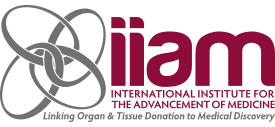 iiam
INTERNATIONAL INSTITUTE FOR
THE ADVANCEMENT OF MEDICINE
Linking Organ & Tissue Donation to Medical Discovery